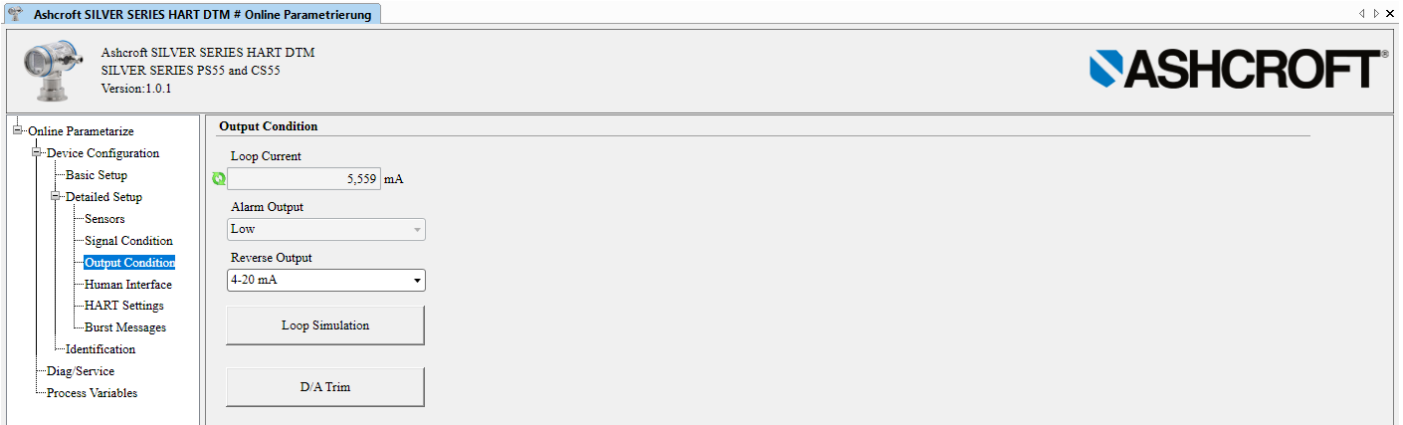 Ashcroft SILVER SERIES HART DTM # Online Parametrierung
Ashcroft SILVER SERIES HART DTM
SILVER SERIES PS55 and CS55
Version:1.0.1
ASHCROFT®
Online Parametarize
Device Configuration
Basic Setup
Detailed Setup
Sensors
Signal Condition
Output Condition
Human Interface
HART Settings
Burst Messages
Identification
Diag/Service
Process Variables
Output Condition
Loop Current
5,559 mA
Alarm Output
Low
Reverse Output
4-20 mA
Loop Simulation
D/A Trim